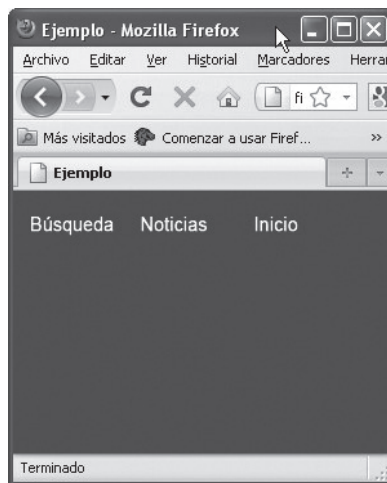 Ejemplo - Mozilla Firefox
Archivo Editar Ver Historial Marcadores Herrar
fi
Más visitados Comenzar a usar Firef... »
Ejemplo
Búsqueda Noticias Inicio
Terminado